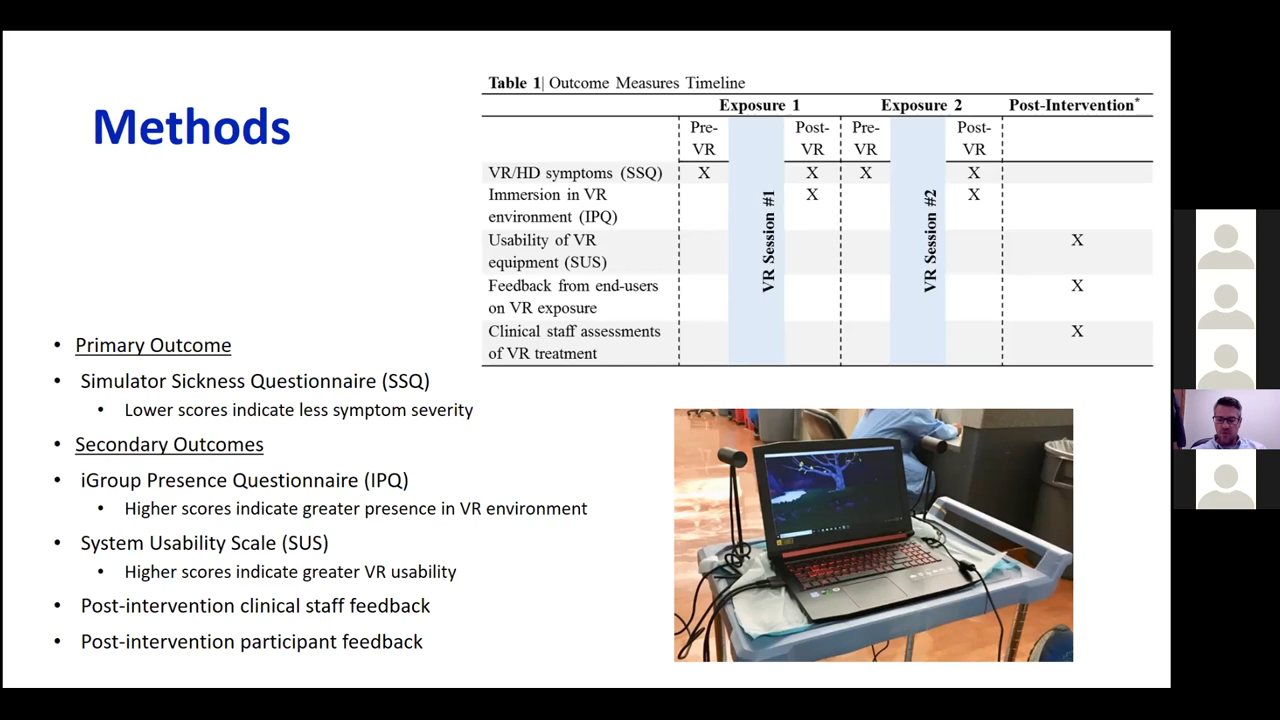 Methods
Table 1| Outcome Measures Timeline
Exposure 1 Exposure 2 Post-Intervention*
Pre-VR Post-VR Pre-VR Post-VR
VR/HD symptoms (SSQ) X X X X
Immersion in VR
environment (IPQ) X X
Usability of VR
equipment (SUS) X
Feedback from end-users
on VR exposure X
Clinical staff assessments
of VR treatment X
VR Session #1
VR Session #2
• Primary Outcome
• Simulator Sickness Questionnaire (SSQ)
• Lower scores indicate less symptom severity
• Secondary Outcomes
• iGroup Presence Questionnaire (IPQ)
• Higher scores indicate greater presence in VR environment
• System Usability Scale (SUS)
• Higher scores indicate greater VR usability
• Post-intervention clinical staff feedback
• Post-intervention participant feedback